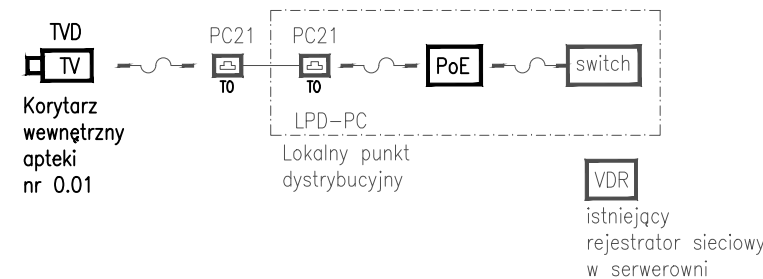 TVD
TV
Korytarz
wewnętrzny
apteki
nr 0.01
PC21
TO
PC21
TO
PoE
switch
LPD-PC
Lokalny punkt
dystrybucyjny
VDR
istniejący
rejestrator sieciowy
w serwerowni